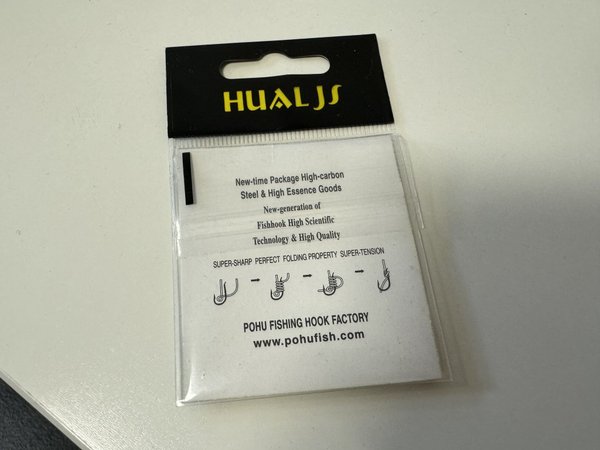 HUALJS
New-time Package High-carbon
Steel & High Essence Goods
New-generation of
Fishhook High Scientific
Technology & High Quality
SUPER-SHARP PERFECT FOLDING PROPERTY SUPER-TENSION
POHU FISHING HOOK FACTORY
www.pohufish.com